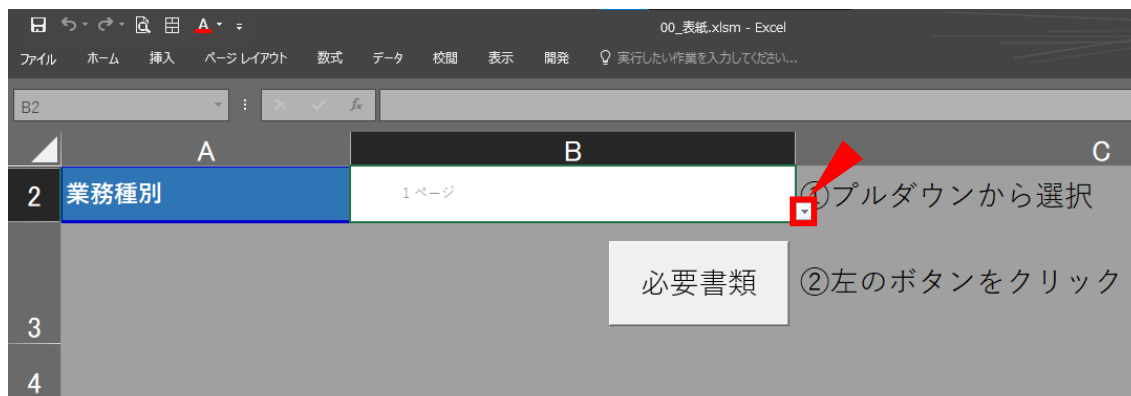 00_表紙.xlsm - Excel
ファイル ホーム 挿入 ページ レイアウト 数式 データ 校閲 表示 開発 実行したい作業を入力してください...
B2 fx
A B C
2 業務種別 1 ページ ①プルダウンから選択
必要書類 ②左のボタンをクリック
3
4